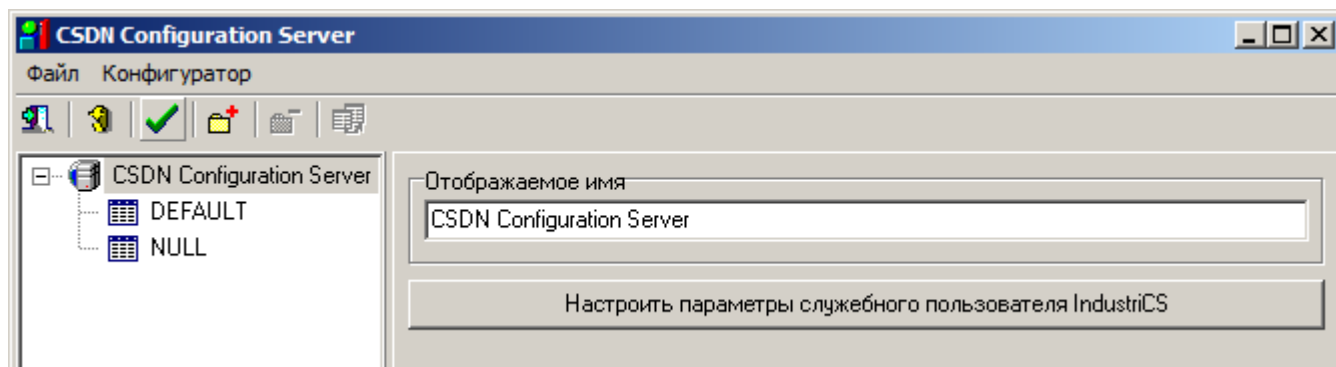 CSDN Configuration Server
Файл Конфигуратор
CSDN Configuration Server
DEFAULT
NULL
Отображаемое имя
CSDN Configuration Server
Настроить параметры служебного пользователя IndustriCS